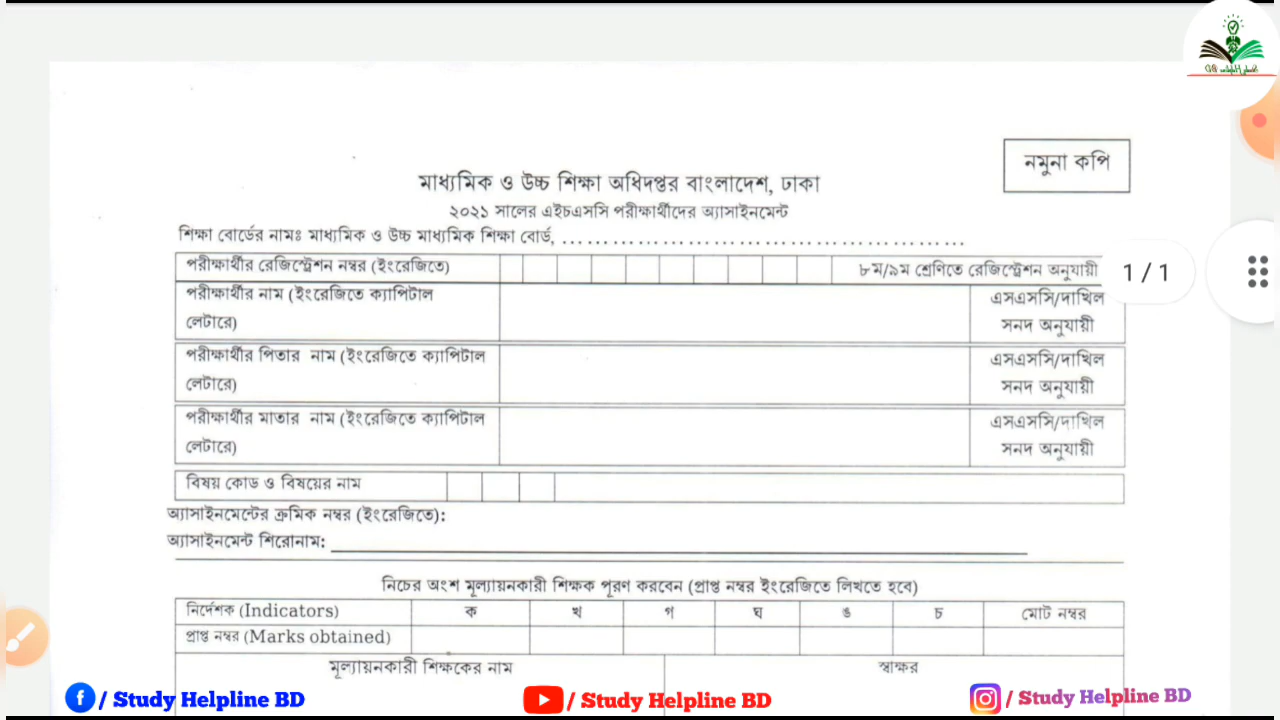 নমুনা কপি
মাধ্যমিক ও উচ্চ শিক্ষা অধিদপ্তর বাংলাদেশ, ঢাকা
২০২১ সালের এইচএসসি পরীক্ষার্থীদের অ্যাসাইনমেন্ট
শিক্ষা বোর্ডের নামঃ মাধ্যমিক ও উচ্চ মাধ্যমিক শিক্ষা বোর্ড, ……………………………………………
পরীক্ষার্থীর রেজিস্ট্রেশন নম্বর (ইংরেজিতে) ৮ম/৯ম শ্রেণিতে রেজিস্ট্রেশন অনুযায়ী
1 / 1
পরীক্ষার্থীর নাম (ইংরেজিতে ক্যাপিটাল এসএসসি/দাখিল
লেটারে) সনদ অনুযায়ী
পরীক্ষার্থীর পিতার নাম (ইংরেজিতে ক্যাপিটাল এসএসসি/দাখিল
লেটারে) সনদ অনুযায়ী
পরীক্ষার্থীর মাতার নাম (ইংরেজিতে ক্যাপিটাল এসএসসি/দাখিল
লেটারে) সনদ অনুযায়ী
বিষয় কোড ও বিষয়ের নাম
অ্যাসাইনমেন্টের ক্রমিক নম্বর (ইংরেজিতে):
অ্যাসাইনমেন্ট শিরোনাম:
নিচের অংশ মূল্যায়নকারী শিক্ষক পূরণ করবেন (প্রাপ্ত নম্বর ইংরেজিতে লিখতে হবে)
নির্দেশক (Indicators) ক খ গ ঘ ঙ চ মোট নম্বর
প্রাপ্ত নম্বর (Marks obtained)
মূল্যায়নকারী শিক্ষকের নাম স্বাক্ষর
/ Study Helpline BD / Study Helpline BD / Study Helpline BD